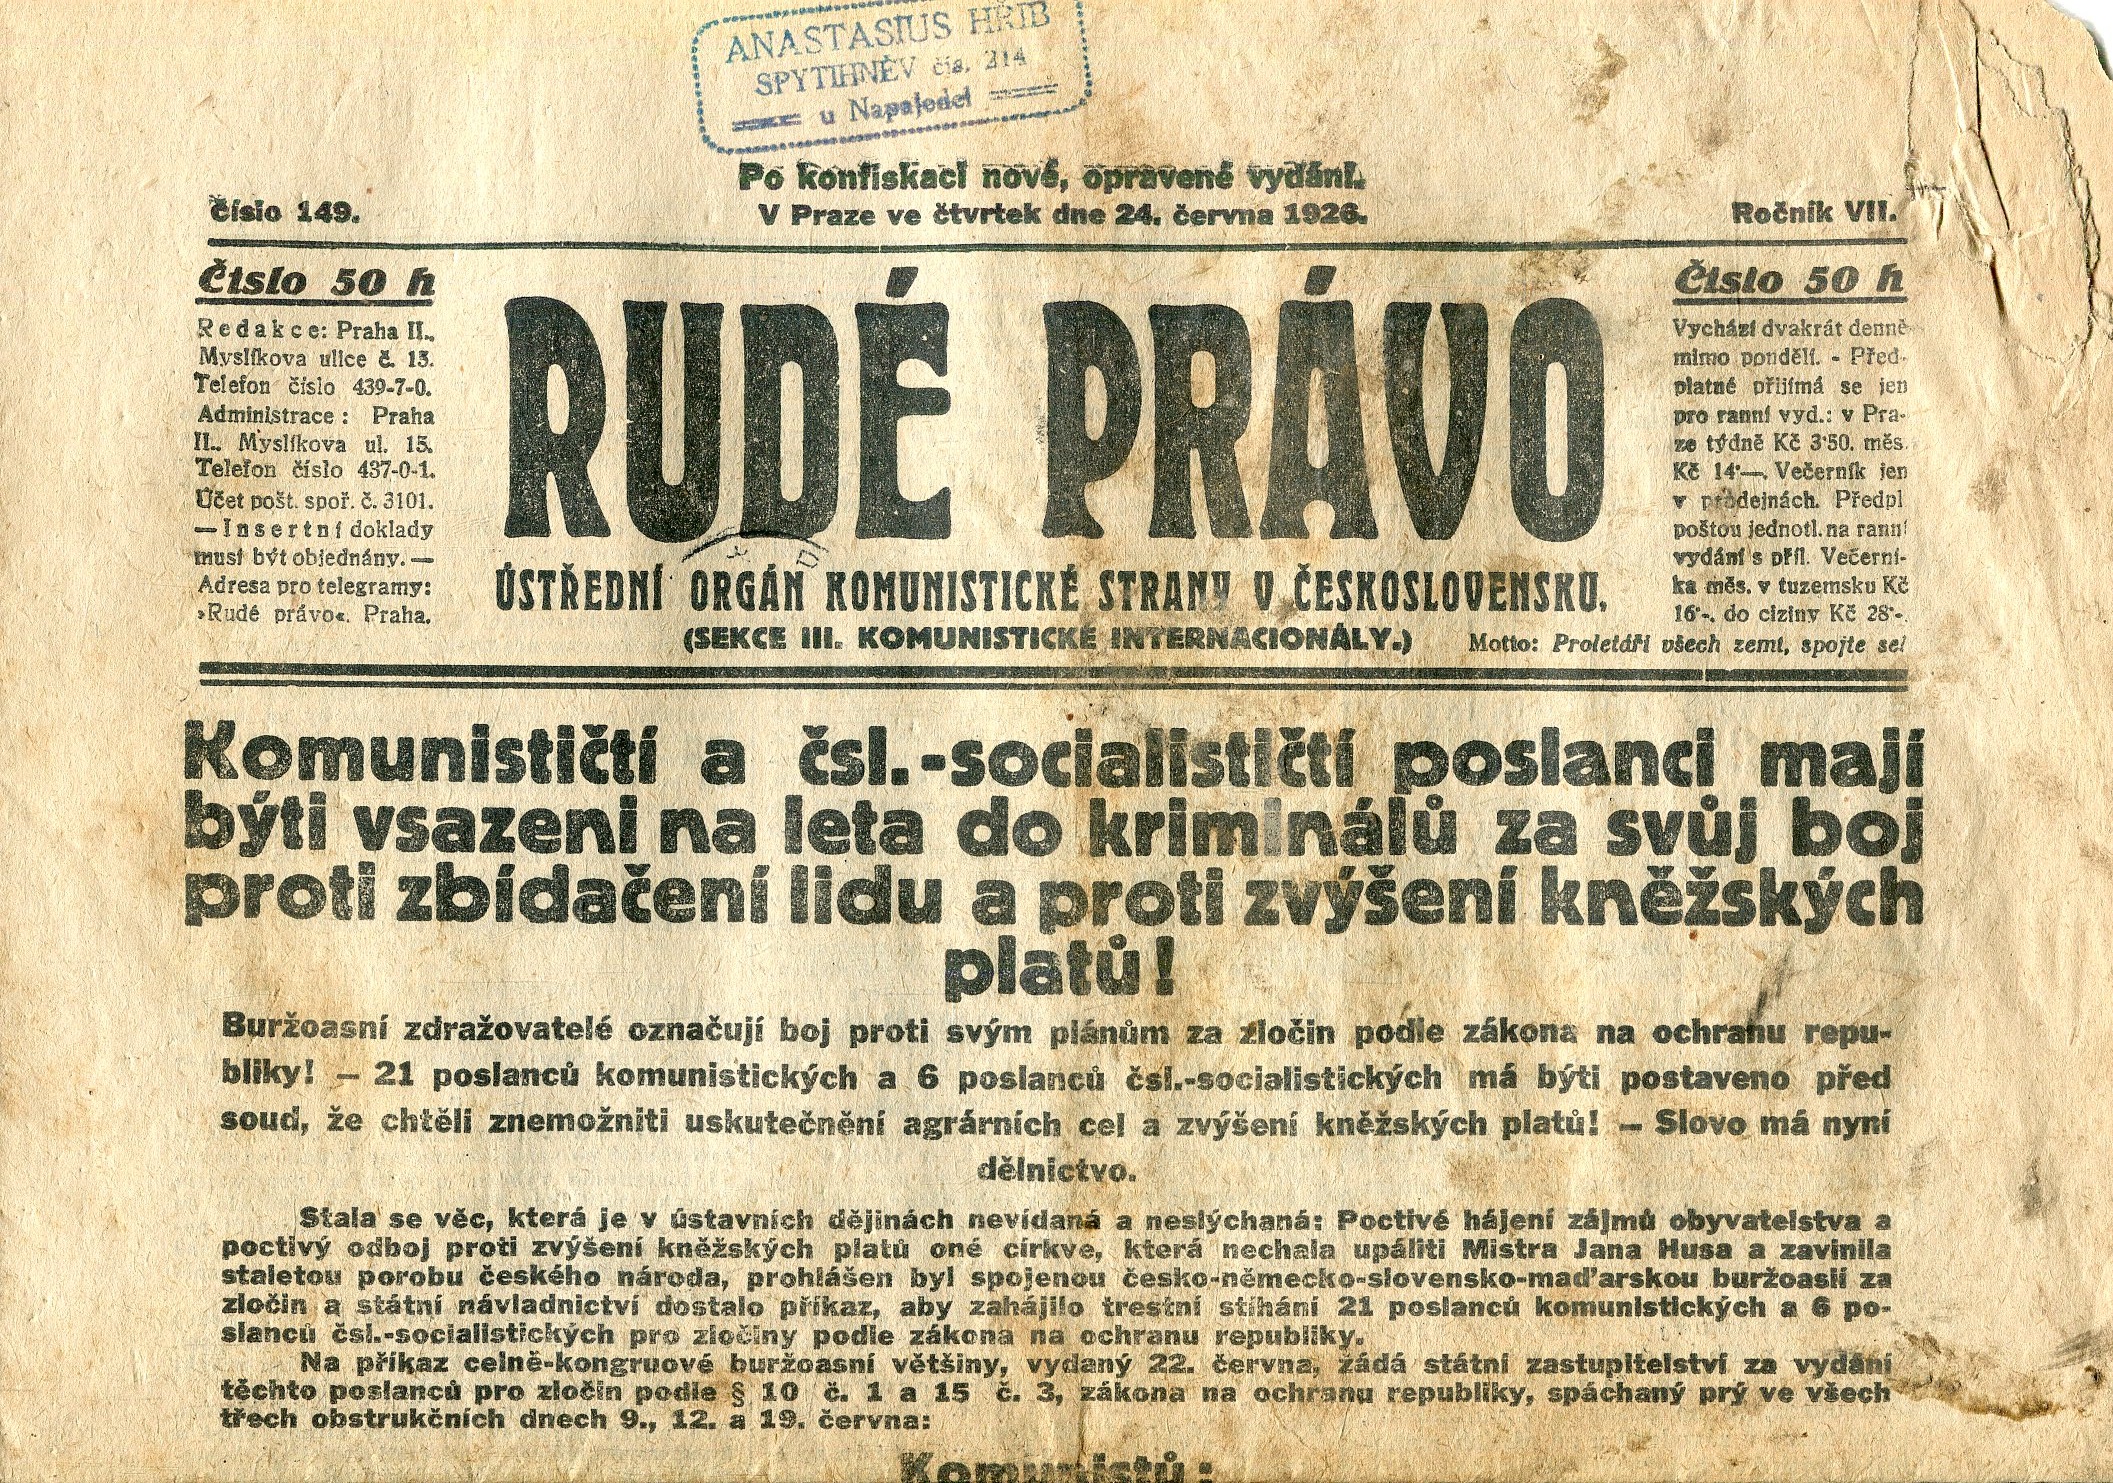 ANASTASIUS HŘIB
SPYTIHNĚV čís. 214
u Napajedel
Po konfiskaci nové, opravené vydání.
Číslo 149.
V Praze ve čtvrtek dne 24. června 1926.
Ročník VII.
Číslo 50 h
Redakce: Praha II.,
Myslíkova ulice č. 15.
Telefon číslo 439-7-0.
Administrace: Praha
II.. Myslíkova ul. 15.
Telefon číslo 437-0-1.
Účet pošt. spoř. č. 3101.
— Insertní doklady
musí být objednány. —
Adresa pro telegramy:
»Rudé právo«. Praha.
RUDÉ PRÁVO
ÚSTŘEDNÍ ORGÁN KOMUNISTICKÉ STRANY V ČESKOSLOVENSKU.
(SEKCE III. KOMUNISTICKÉ INTERNACIONÁLY.)
Číslo 50 h
Vychází dvakrát denně
mimo pondělí. - Před-
platné přijímá se jen
pro ranní vyd.: v Pra-
ze týdně Kč 3·50. měs.
Kč 14·—. Večerník jen
v prodejnách. Předpl
poštou jednotl. na ranní
vydání s příl. Večerní-
ka měs. v tuzemsku Kč
16·-. do ciziny Kč 28·-.
Motto: Proletáři všech zemí, spojte se!
Komunističtí a čsl.-socialističtí poslanci mají
býti vsazeni na leta do kriminálů za svůj boj
proti zbídačení lidu a proti zvýšení kněžských
platů!
Buržoasní zdražovatelé označují boj proti svým plánům za zločin podle zákona na ochranu repu-
bliky! — 21 poslanců komunistických a 6 poslanců čsl.-socialistických má býti postaveno před
soud, že chtěli znemožniti uskutečnění agrárních cel a zvýšení kněžských platů! — Slovo má nyní
dělnictvo.
Stala se věc, která je v ústavních dějinách nevídaná a neslýchaná: Poctivé hájení zájmů obyvatelstva a
poctivý odboj proti zvýšení kněžských platů oné církve, která nechala upáliti Mistra Jana Husa a zavinila
staletou porobu českého národa, prohlášen byl spojenou česko-německo-slovensko-maďarskou buržoasií za
zločin a státní návladnictví dostalo příkaz, aby zahájilo trestní stíhání 21 poslanců komunistických a 6 po-
slanců čsl.-socialistických pro zločiny podle zákona na ochranu republiky.
Na příkaz celně-kongruové buržoasní většiny, vydaný 22. června, žádá státní zastupitelství za vydání
těchto poslanců pro zločin podle § 10 č. 1 a 15 č. 3, zákona na ochranu republiky, spáchaný prý ve všech
třech obstrukčních dnech 9., 12. a 19. června:
Komunistů: